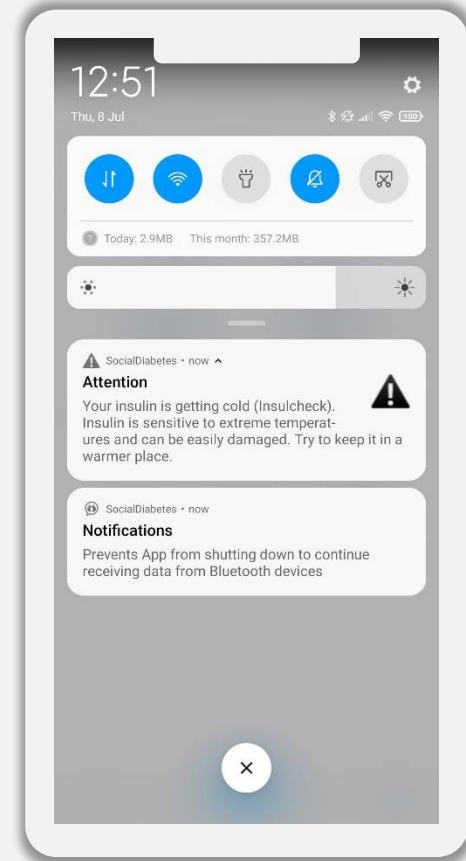 12:51
Thu, 8 Jul
100
Today: 2.9MB This month: 357.2MB
SocialDiabetes • now
Attention
Your insulin is getting cold (Insulcheck).
Insulin is sensitive to extreme temperat-
ures and can be easily damaged. Try to keep it in a
warmer place.
SocialDiabetes • now
Notifications
Prevents App from shutting down to continue
receiving data from Bluetooth devices